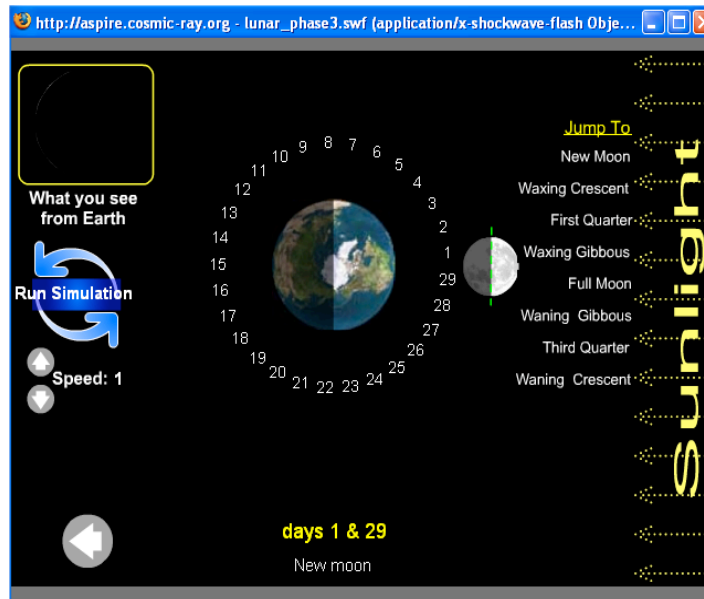 http://aspire.cosmic-ray.org - lunar_phase3.swf (application/x-shockwave-flash Obje...
What you see
from Earth
Run Simulation
Speed: 1
1
2
3
4
5
6
7
8
9
10
11
12
13
14
15
16
17
18
19
20
21
22
23
24
25
26
27
28
29
Jump To
New Moon
Waxing Crescent
First Quarter
Waxing Gibbous
Full Moon
Waning Gibbous
Third Quarter
Waning Crescent
Sunlight
days 1 & 29
New moon